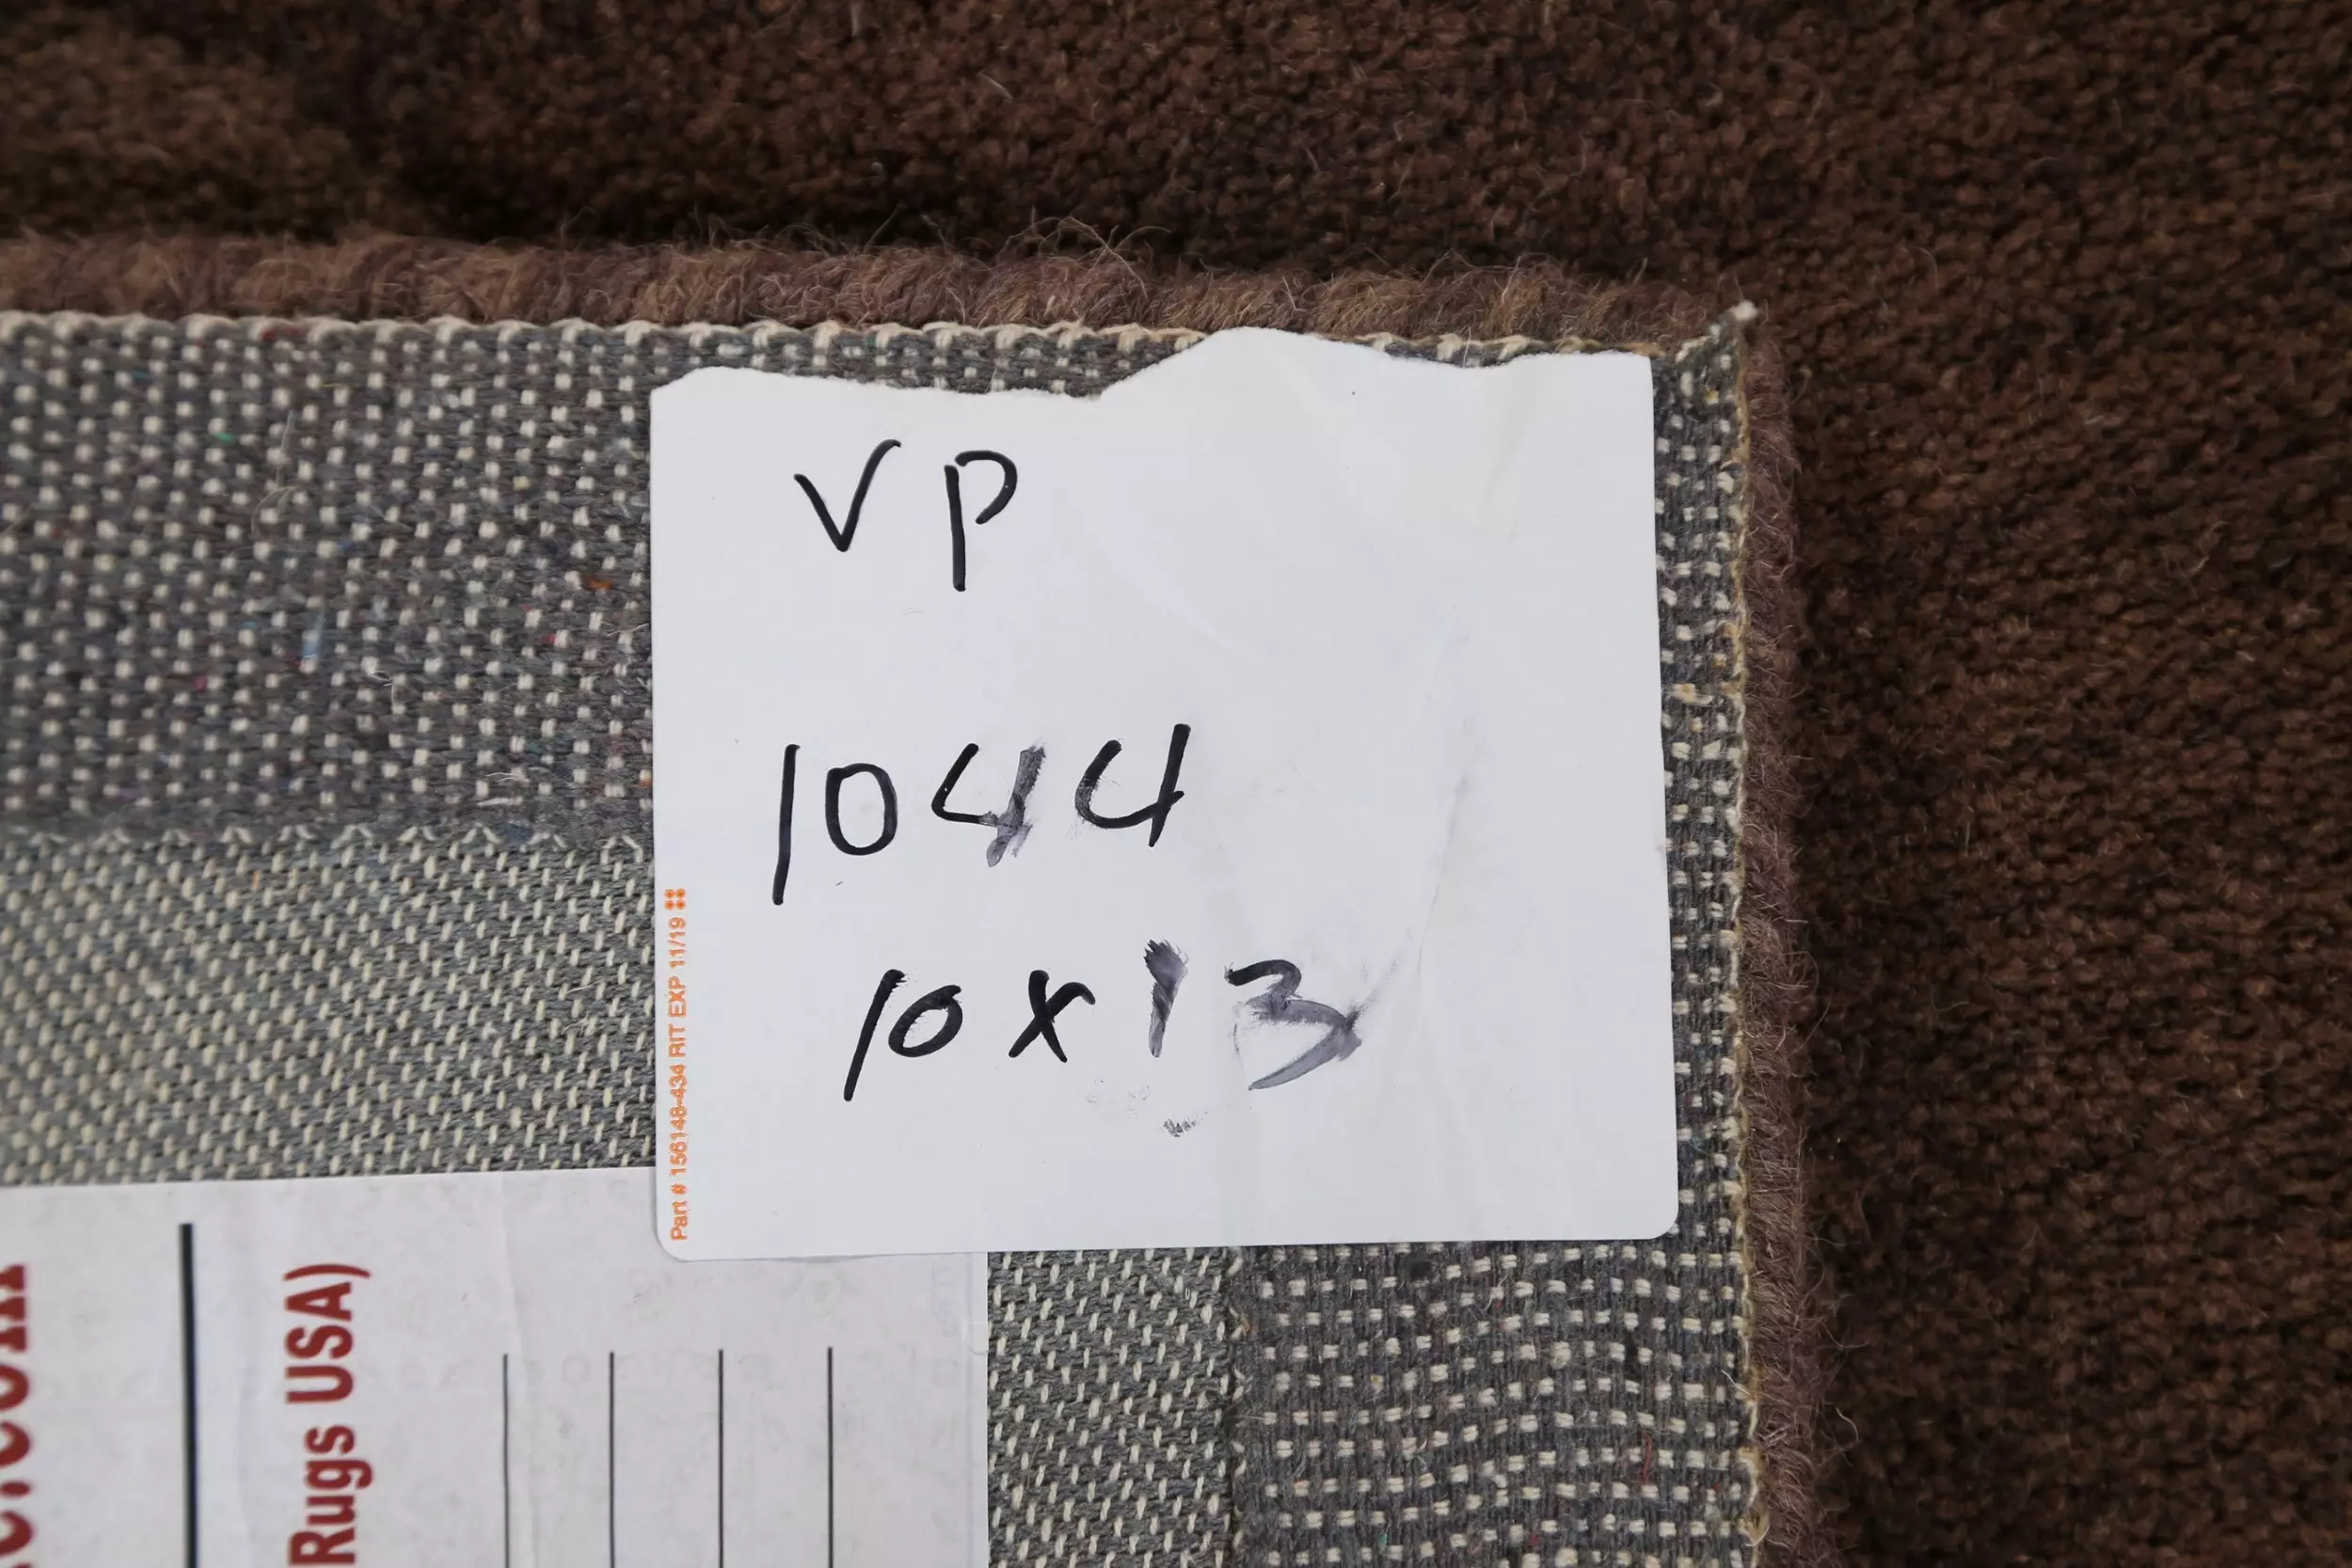 VP
1044
10x13
Part # 156148-434 RIT EXP 11/19
Rugs USA)